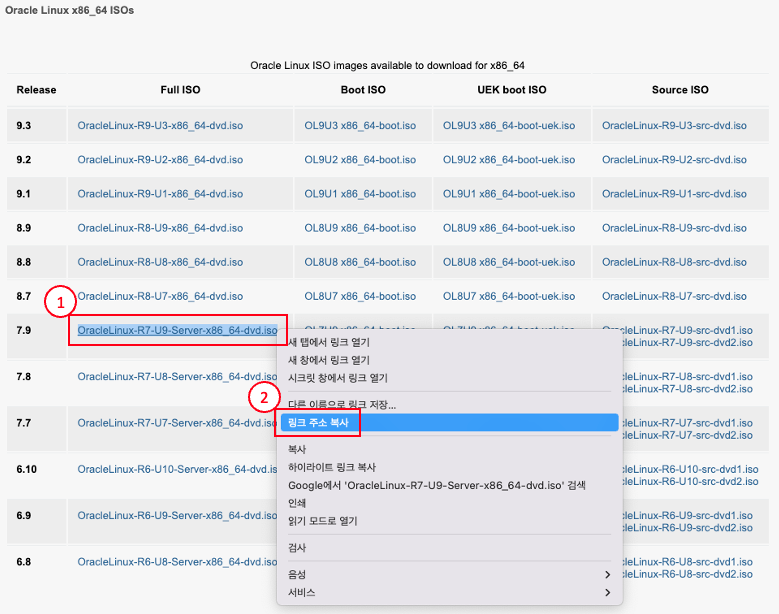 Oracle Linux x86_64 ISOs
Oracle Linux ISO images available to download for x86_64
Release Full ISO Boot ISO UEK boot ISO Source ISO
9.3 OracleLinux-R9-U3-x86_64-dvd.iso OL9U3 x86_64-boot.iso OL9U3 x86_64-boot-uek.iso OracleLinux-R9-U3-src-dvd.iso
9.2 OracleLinux-R9-U2-x86_64-dvd.iso OL9U2 x86_64-boot.iso OL9U2 x86_64-boot-uek.iso OracleLinux-R9-U2-src-dvd.iso
9.1 OracleLinux-R9-U1-x86_64-dvd.iso OL9U1 x86_64-boot.iso OL9U1 x86_64-boot-uek.iso OracleLinux-R9-U1-src-dvd.iso
8.9 OracleLinux-R8-U9-x86_64-dvd.iso OL8U9 x86_64-boot.iso OL8U9 x86_64-boot-uek.iso OracleLinux-R8-U9-src-dvd.iso
8.8 OracleLinux-R8-U8-x86_64-dvd.iso OL8U8 x86_64-boot.iso OL8U8 x86_64-boot-uek.iso OracleLinux-R8-U8-src-dvd.iso
8.7 OracleLinux-R8-U7-x86_64-dvd.iso OL8U7 x86_64-boot.iso OL8U7 x86_64-boot-uek.iso OracleLinux-R8-U7-src-dvd.iso
1
7.9 OracleLinux-R7-U9-Server-x86_64-dvd.iso cleLinux-R7-U9-src-dvd1.iso
cleLinux-R7-U9-src-dvd2.iso
7.8 OracleLinux-R7-U8-Server-x86_64-dvd.iso cleLinux-R7-U8-src-dvd1.iso
cleLinux-R7-U8-src-dvd2.iso
7.7 OracleLinux-R7-U7-Server-x86_64-dvd.iso cleLinux-R7-U7-src-dvd1.iso
cleLinux-R7-U7-src-dvd2.iso
6.10 OracleLinux-R6-U10-Server-x86_64-dvd.is cleLinux-R6-U10-src-dvd1.iso
cleLinux-R6-U10-src-dvd2.iso
6.9 OracleLinux-R6-U9-Server-x86_64-dvd.iso cleLinux-R6-U9-src-dvd1.iso
cleLinux-R6-U9-src-dvd2.iso
6.8 OracleLinux-R6-U8-Server-x86_64-dvd.iso cleLinux-R6-U8-src-dvd1.iso
cleLinux-R6-U8-src-dvd2.iso
새 탭에서 링크 열기
새 창에서 링크 열기
시크릿 창에서 링크 열기
2
다른 이름으로 링크 저장...
링크 주소 복사
복사
하이라이트 링크 복사
Google에서 'OracleLinux-R7-U9-Server-x86_64-dvd.iso' 검색
인쇄
읽기 모드로 열기
검사
음성
서비스